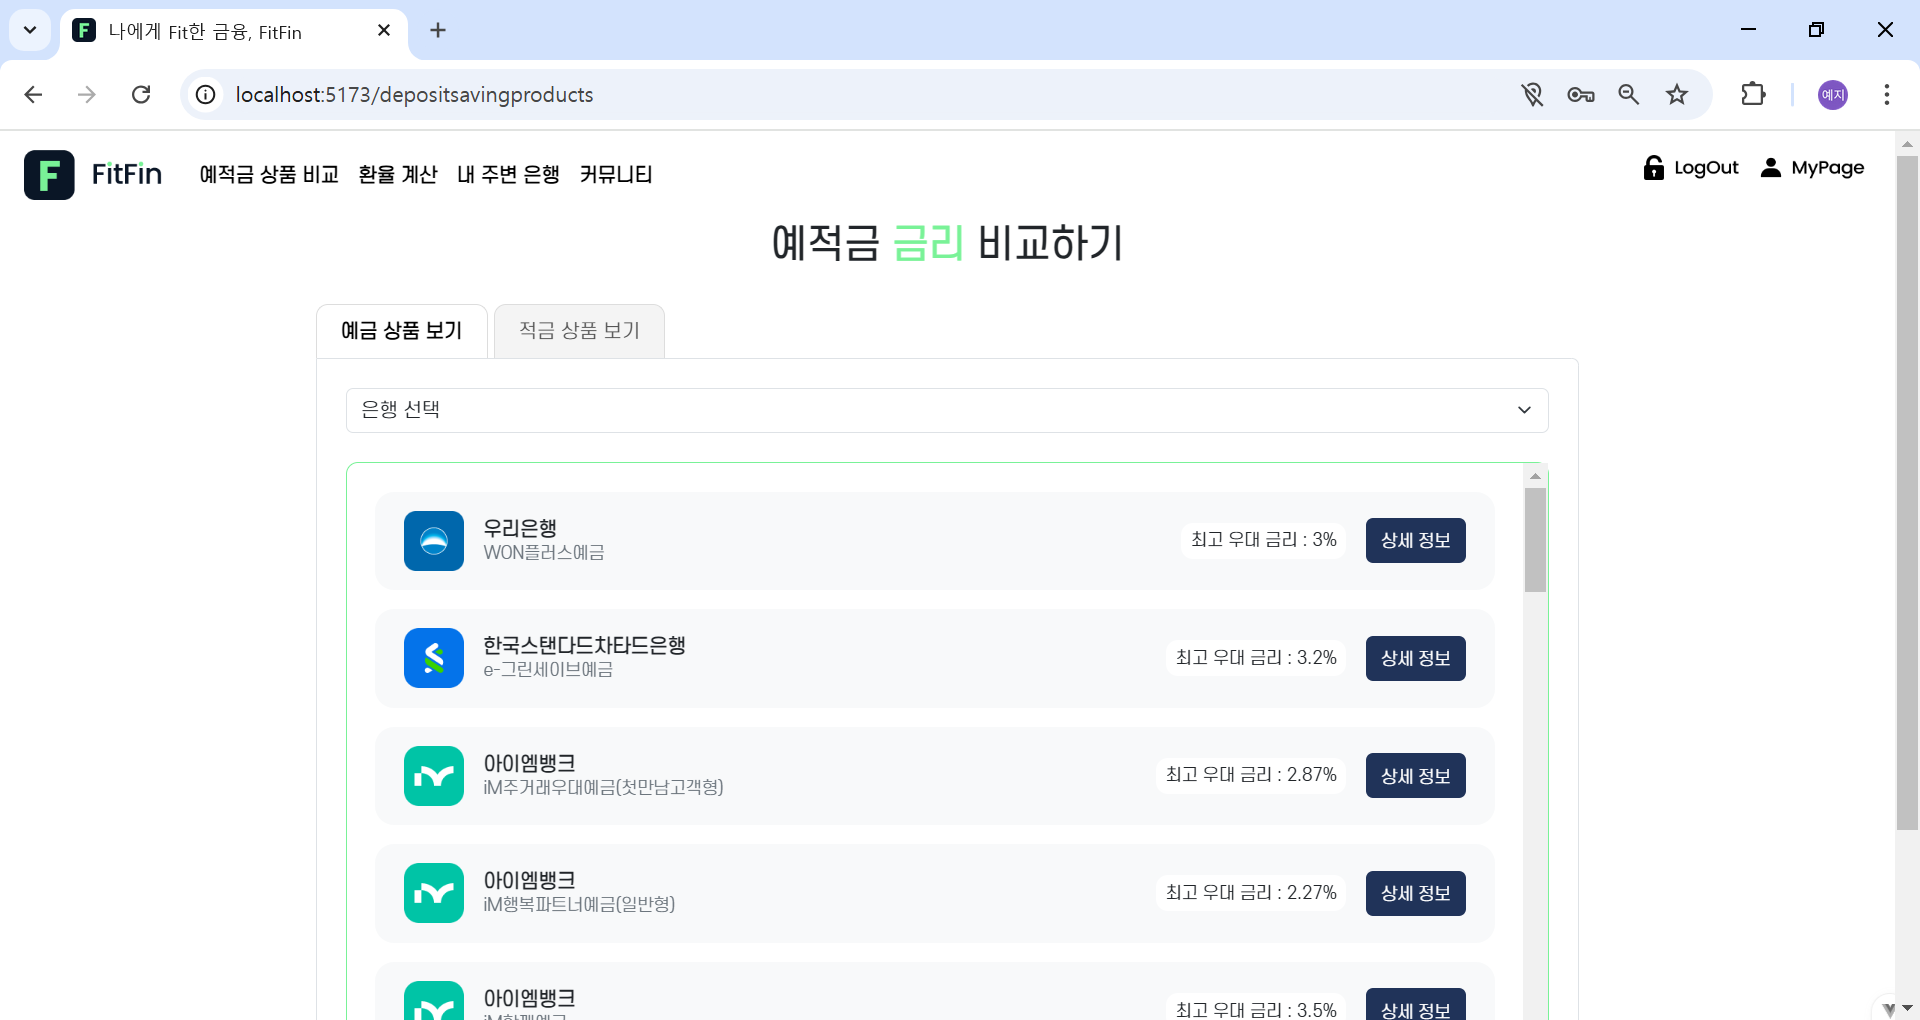 나에게 Fit한 금융, FitFin
localhost:5173/depositsavingproducts
예지
F FitFin 예적금 상품 비교 환율 계산 내 주변 은행 커뮤니티 LogOut MyPage
예적금 금리 비교하기
예금 상품 보기 적금 상품 보기
은행 선택
우리은행
WON플러스예금
최고 우대 금리 : 3% 상세 정보
한국스탠다드차타드은행
e-그린세이브예금
최고 우대 금리 : 3.2% 상세 정보
아이엠뱅크
iM주거래우대예금(첫만남고객형)
최고 우대 금리 : 2.87% 상세 정보
아이엠뱅크
iM행복파트너예금(일반형)
최고 우대 금리 : 2.27% 상세 정보
아이엠뱅크
최고 우대 금리 : 3.5% 상세 정보